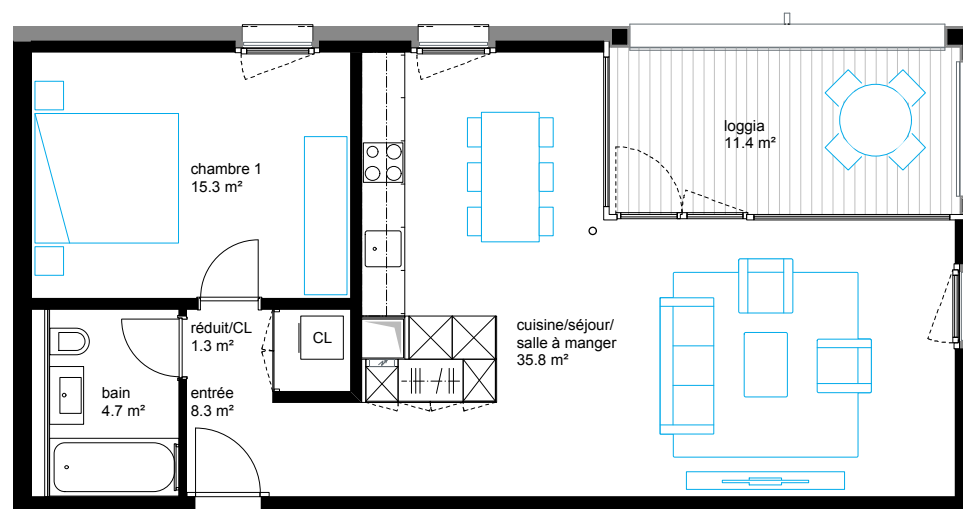 chambre 1
15.3 m²
loggia
11.4 m²
réduit/CL
1.3 m²
CL
cuisine/séjour/
salle à manger
35.8 m²
bain
4.7 m²
entrée
8.3 m²